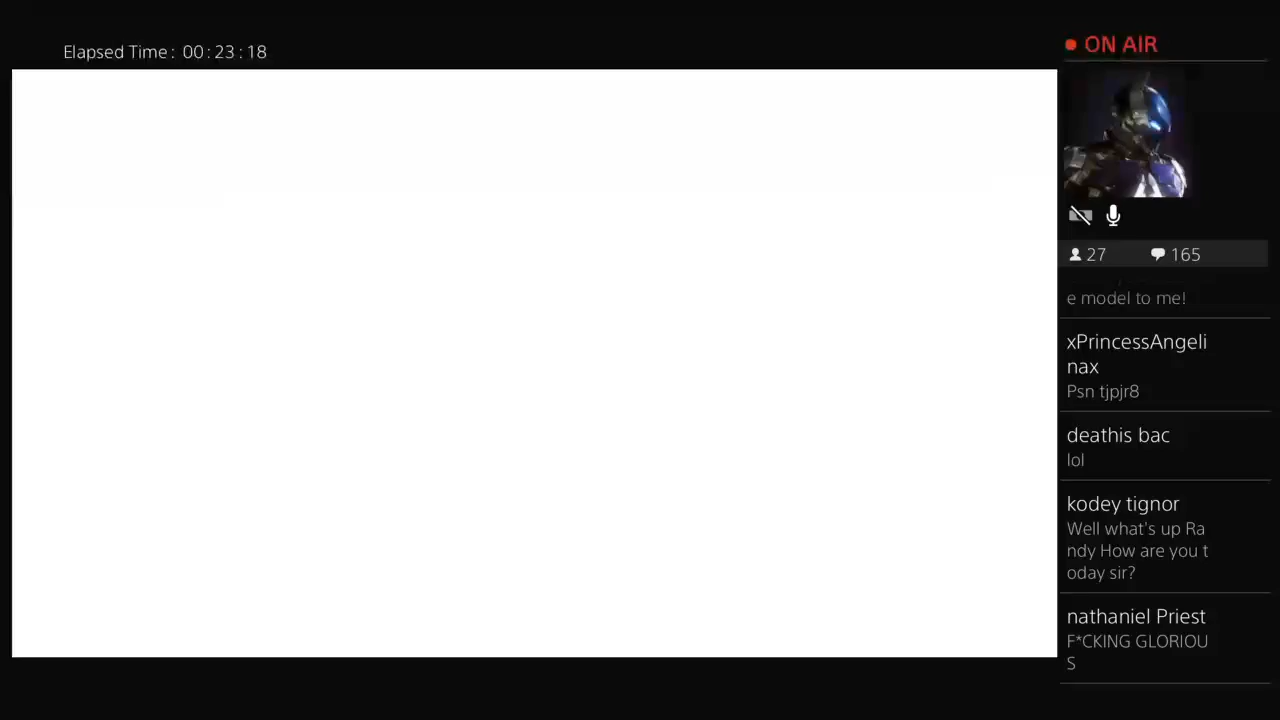 Elapsed Time: 00:23:18
ON AIR
27 165
e model to me!
xPrincessAngeli
nax
Psn tjpjr8
deathis bac
lol
kodey tignor
Well what's up Ra
ndy How are you t
oday sir?
nathaniel Priest
F*CKING GLORIOU
S